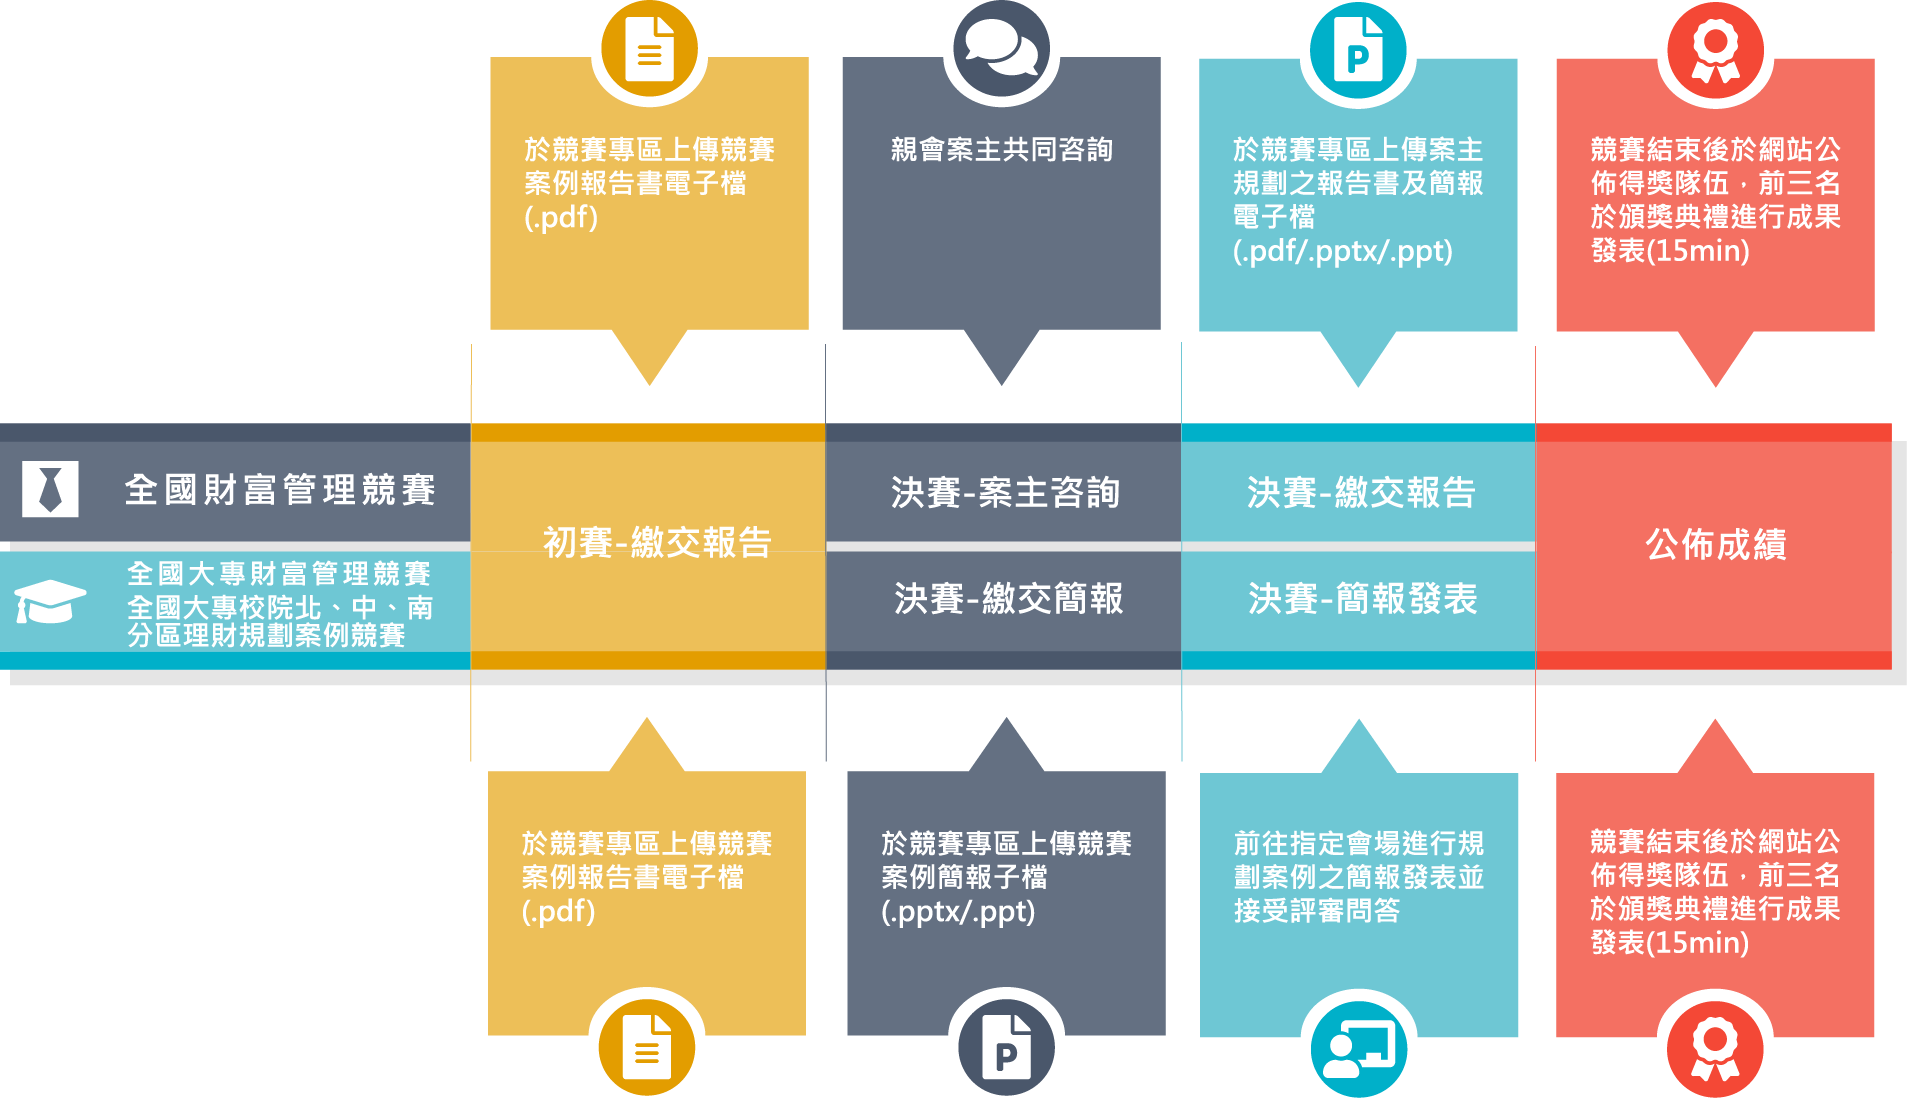 於競賽專區上傳競賽
案例報告書電子檔
(.pdf)
親會案主共同咨詢
於競賽專區上傳案主
規劃之報告書及簡報
電子檔
(.pdf/.pptx/.ppt)
競賽結束後於網站公
佈得獎隊伍，前三名
於頒獎典禮進行成果
發表(15min)
全國財富管理競賽
初賽-繳交報告
決賽-案主咨詢
決賽-繳交報告
公佈成績
全國大專財富管理競賽
全國大專校院北、中、南
分區理財規劃案例競賽
決賽-繳交簡報
決賽-簡報發表
於競賽專區上傳競賽
案例報告書電子檔
(.pdf)
於競賽專區上傳競賽
案例簡報子檔
(.pptx/.ppt)
前往指定會場進行規
劃案例之簡報發表並
接受評審問答
競賽結束後於網站公
佈得獎隊伍，前三名
於頒獎典禮進行成果
發表(15min)